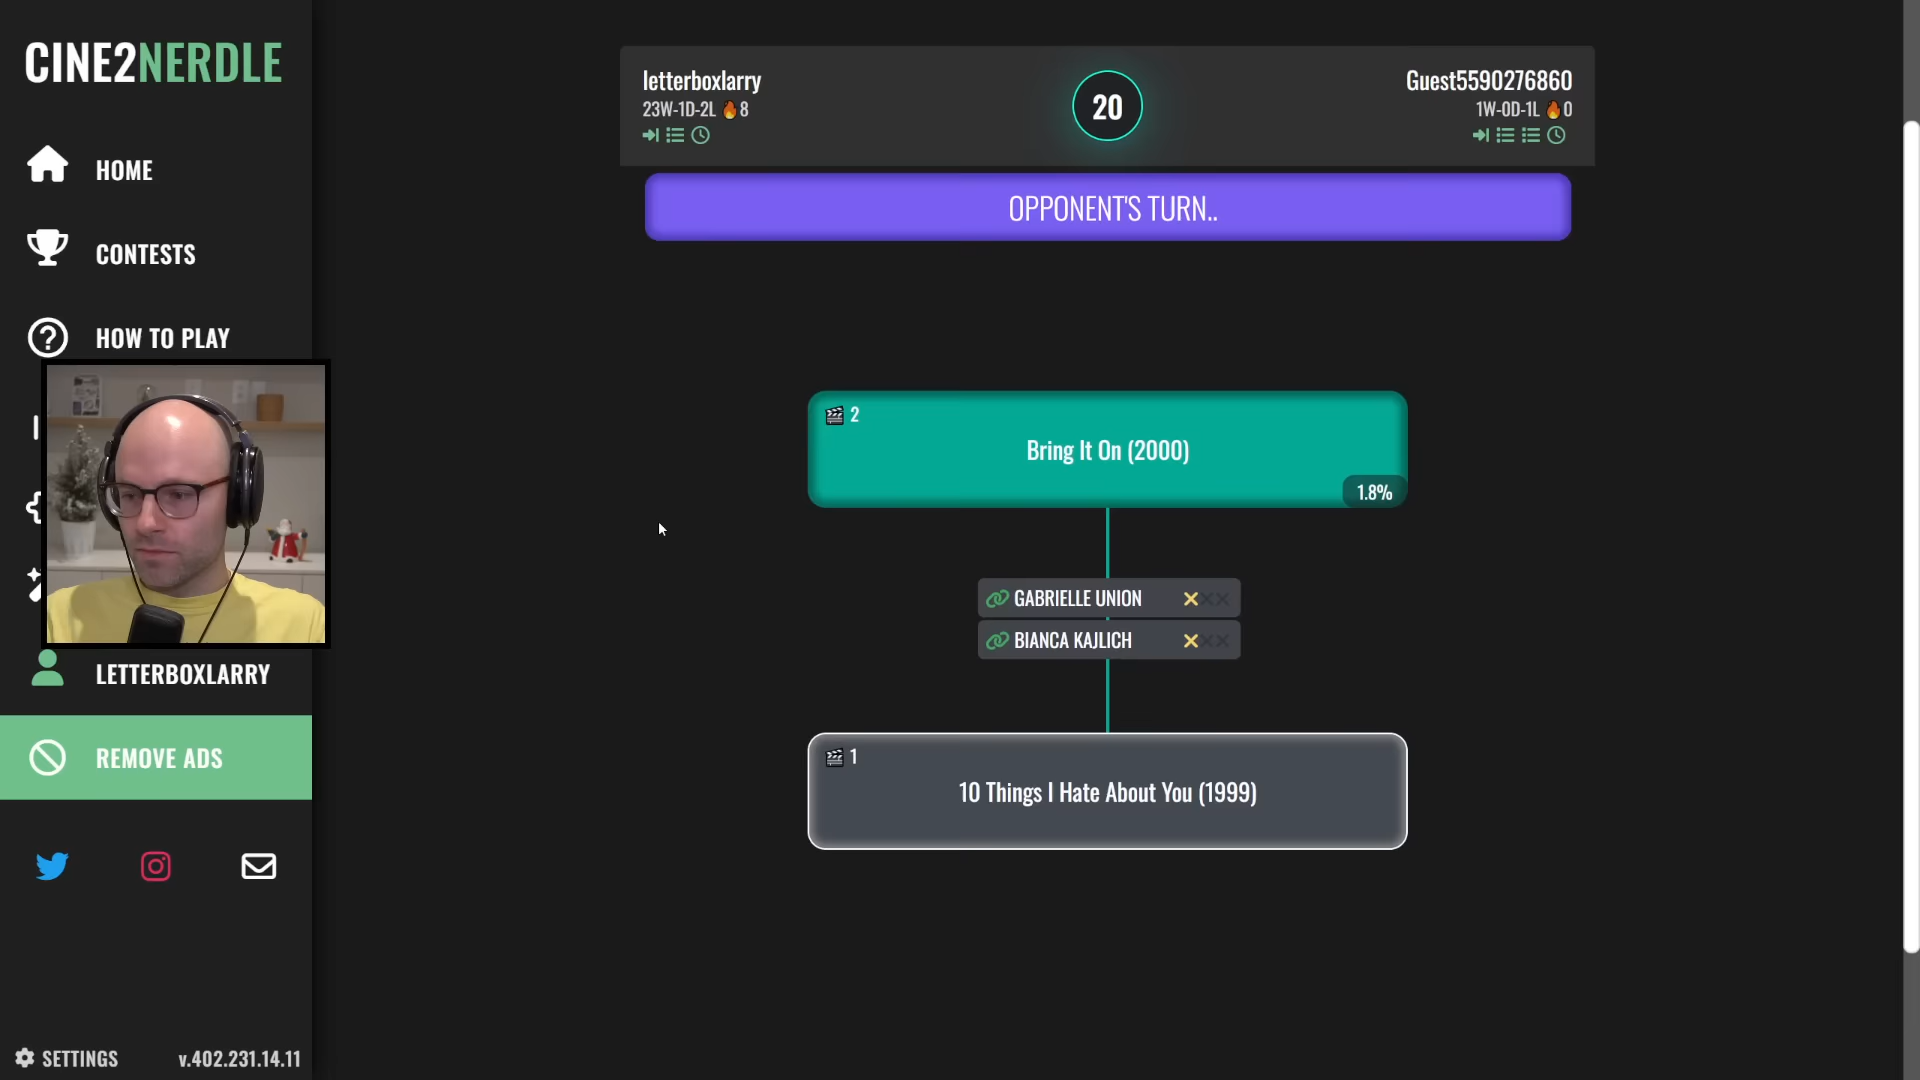 CINE2NERDLE
HOME
CONTESTS
HOW TO PLAY
LETTERBOXLARRY
REMOVE ADS
SETTINGS
v.402.231.14.11
letterboxlarry
23W-1D-2L 🔥8
20
Guest5590276860
1W-0D-1L 🔥0
OPPONENT'S TURN..
2
Bring It On (2000)
1.8%
GABRIELLE UNION
BIANCA KAJLICH
1
10 Things I Hate About You (1999)